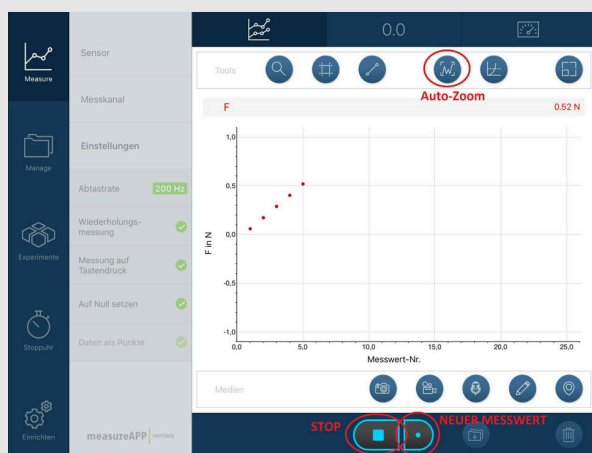 0.0
Sensor
Tools
Measure
Auto-Zoom
Messkanal
F
0.52 N
1,0
Einstellungen
Manage
Abtastrate
200 Hz
0,5
Wiederholungs-
messung
F in N
0,0
Experimente
Messung auf
Tastendruck
-0,5
Auf Null setzen
Stoppuhr
Daten als Punkte
-1,0
0,0
5,0
10,0
15,0
20,0
25,0
Messwert-Nr.
Medien
STOP
NEUER MESSWERT
Einrichten
measureAPP